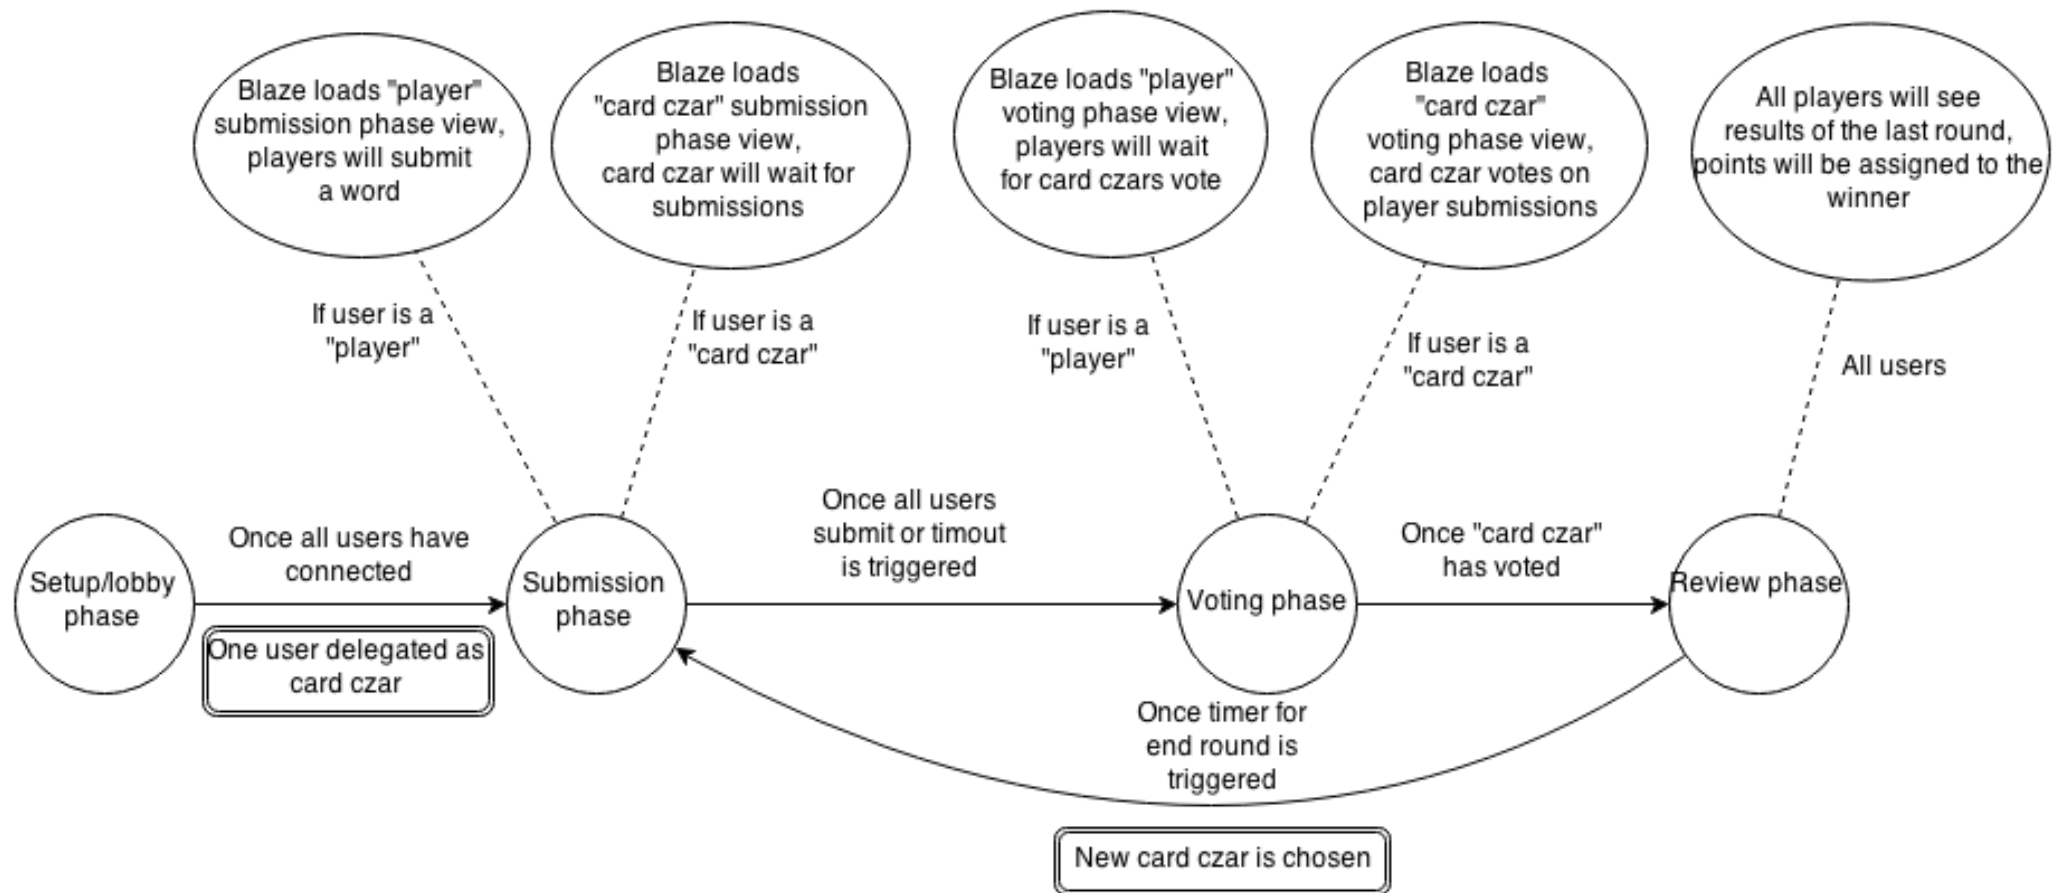 Blaze loads "player"
submission phase view,
players will submit
a word
Blaze loads
"card czar" submission
phase view,
card czar will wait for
submissions
Blaze loads "player"
voting phase view,
players will wait
for card czars vote
Blaze loads
"card czar"
voting phase view,
card czar votes on
player submissions
All players will see
results of the last round,
points will be assigned to the
winner
If user is a
"player"
If user is a
"card czar"
If user is a
"player"
If user is a
"card czar"
All users
Setup/lobby
phase
Once all users have
connected
One user delegated as
card czar
Submission
phase
Once all users
submit or timout
is triggered
Voting phase
Once "card czar"
has voted
Review phase
Once timer for
end round is
triggered
New card czar is chosen